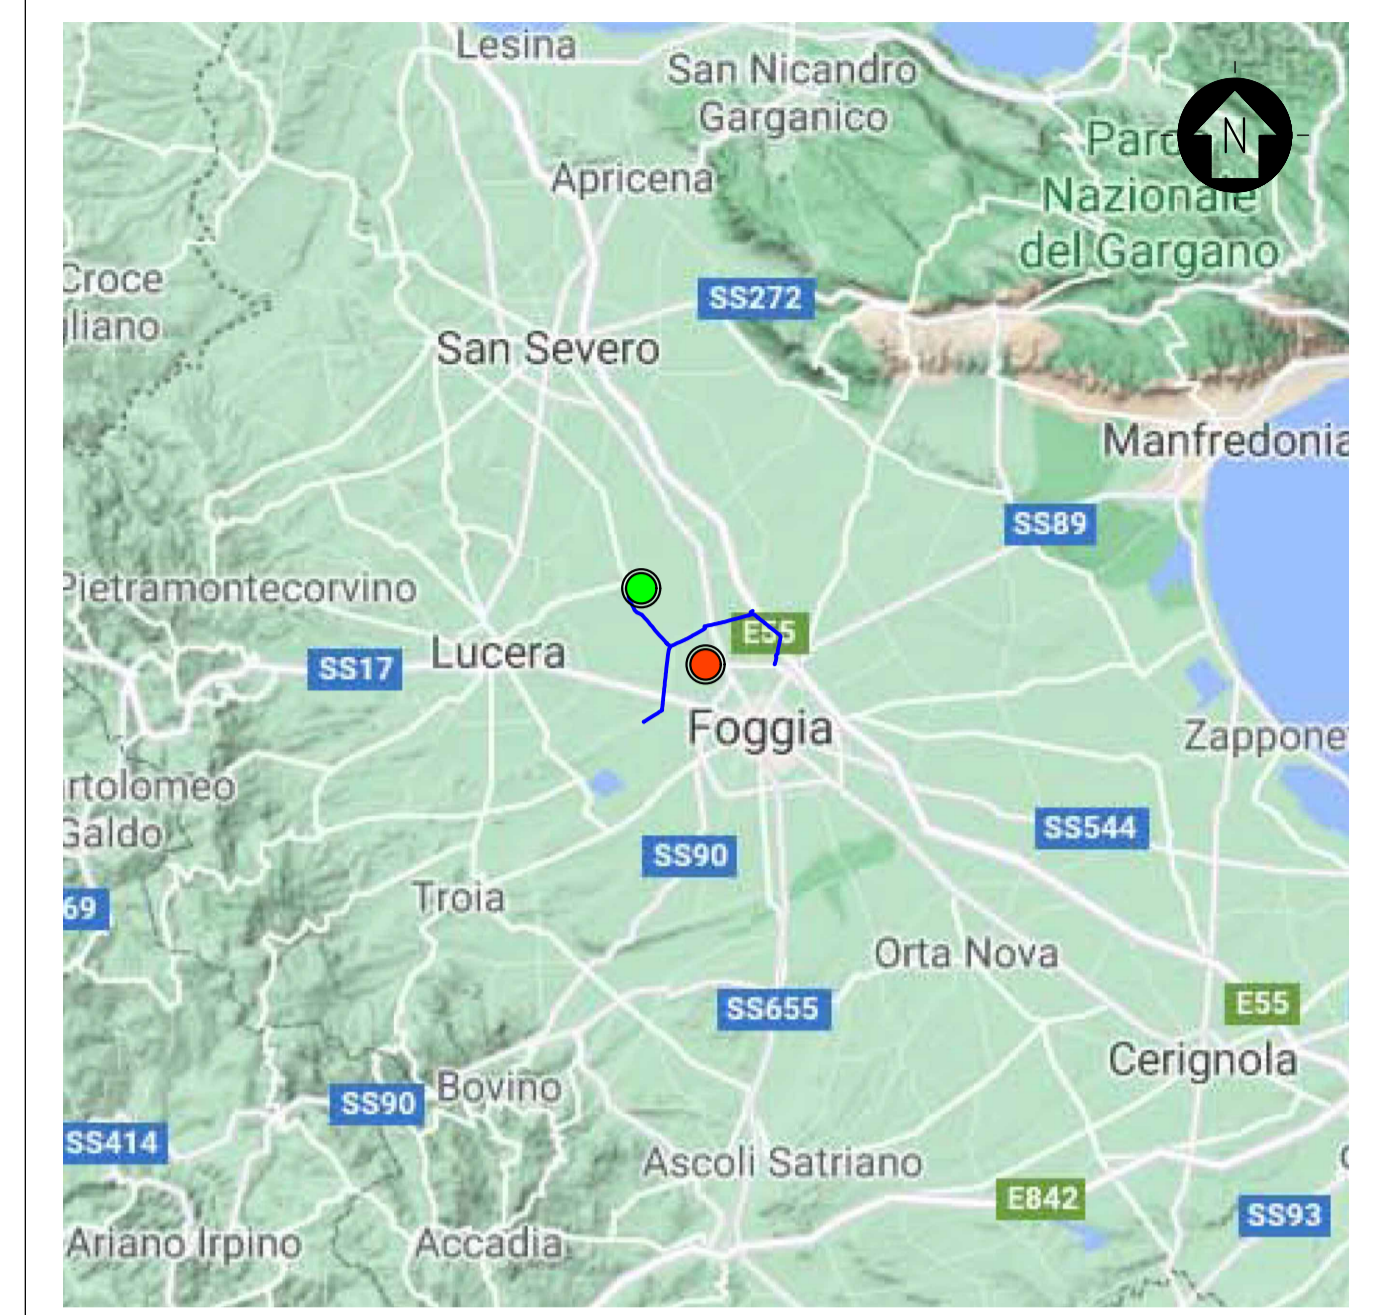 Lesina
San Nicandro
Garganico
Parc
N
Nazionale
del Gargano
Apricena
Croce
gliano
SS272
San Severo
Manfredonia
SS89
Pietramontecorvino
E55
Lucera
SS17
Foggia
Zappone
rtolomeo
Galdo
SS544
SS90
Troia
69
Orta Nova
SS655
E55
Cerignola
Bovino
SS90
SS414
Ascoli Satriano
E842
SS93
Ariano Irpino
Accadia